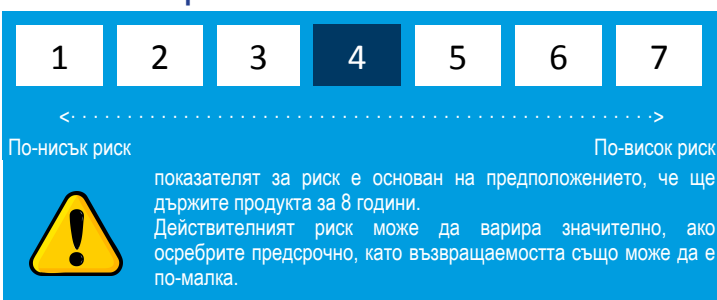 1 2 3 4 5 6 7
<· · · · · · · · · · · · · · · · · · · · · · · · · · · · · · · · · · · · · · · · · · · · · · · · · · · ·>
По-нисък риск По-висок риск
показателят за риск е основан на предположението, че ще
държите продукта за 8 години.
Действителният риск може да варира значително, ако
осребрите предсрочно, като възвращаемостта също може да е
по-малка.